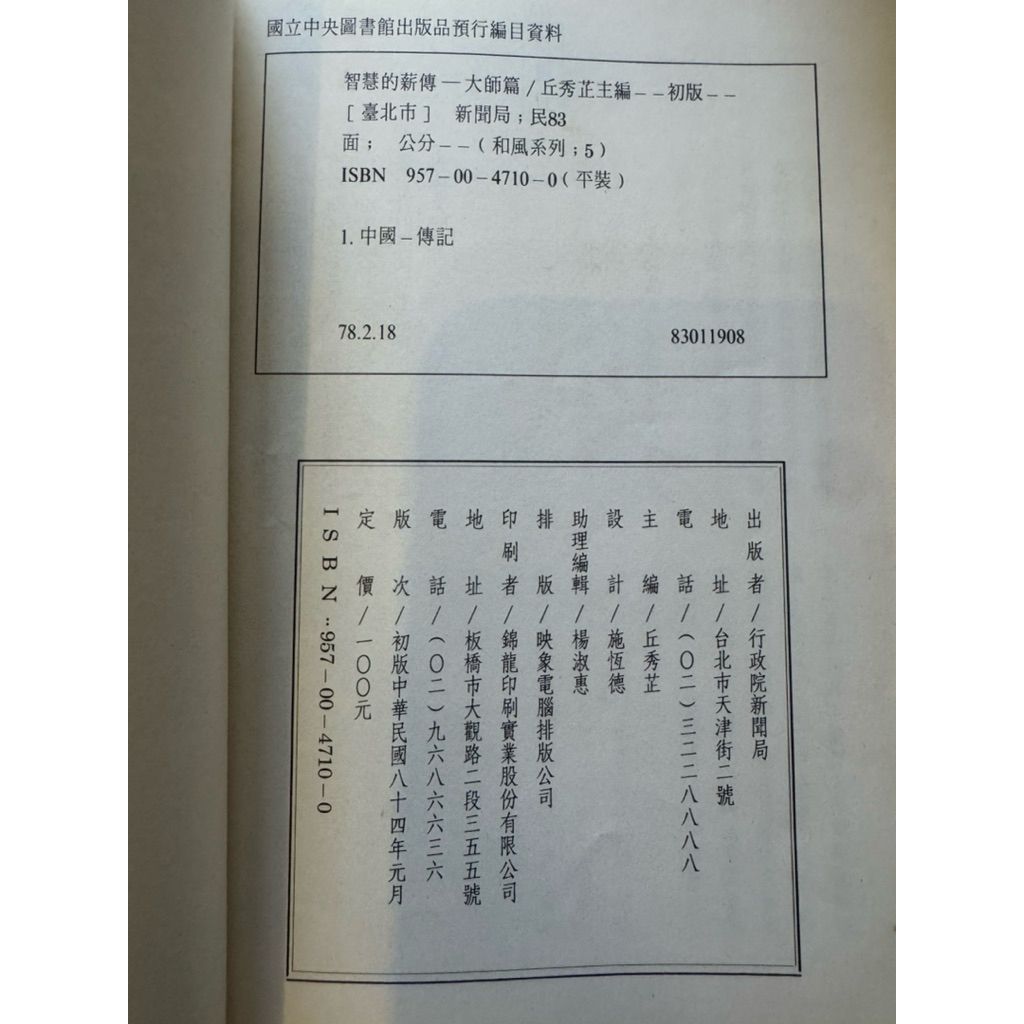 國立中央圖書館出版品預行編目資料
智慧的薪傳—大師篇/丘秀芷主編--初版--
[臺北市] 新聞局;民83
面; 公分--(和風系列;5)
ISBN 957-00-4710-0(平裝)
1.中國-傳記
78.2.18 83011908
出版者/行政院新聞局
地址/台北市天津街二號
電話/(〇二)三二二八八八八
主編/丘秀芷
設計/施恆德
助理編輯/楊淑惠
排版/映象電腦排版公司
印刷者/錦龍印刷實業股份有限公司
地址/板橋市大觀路二段三五五號
電話/(〇二)九六八六六三六
版次/初版中華民國八十四年元月
定價/一〇〇元
ISBN:957-00-4710-0